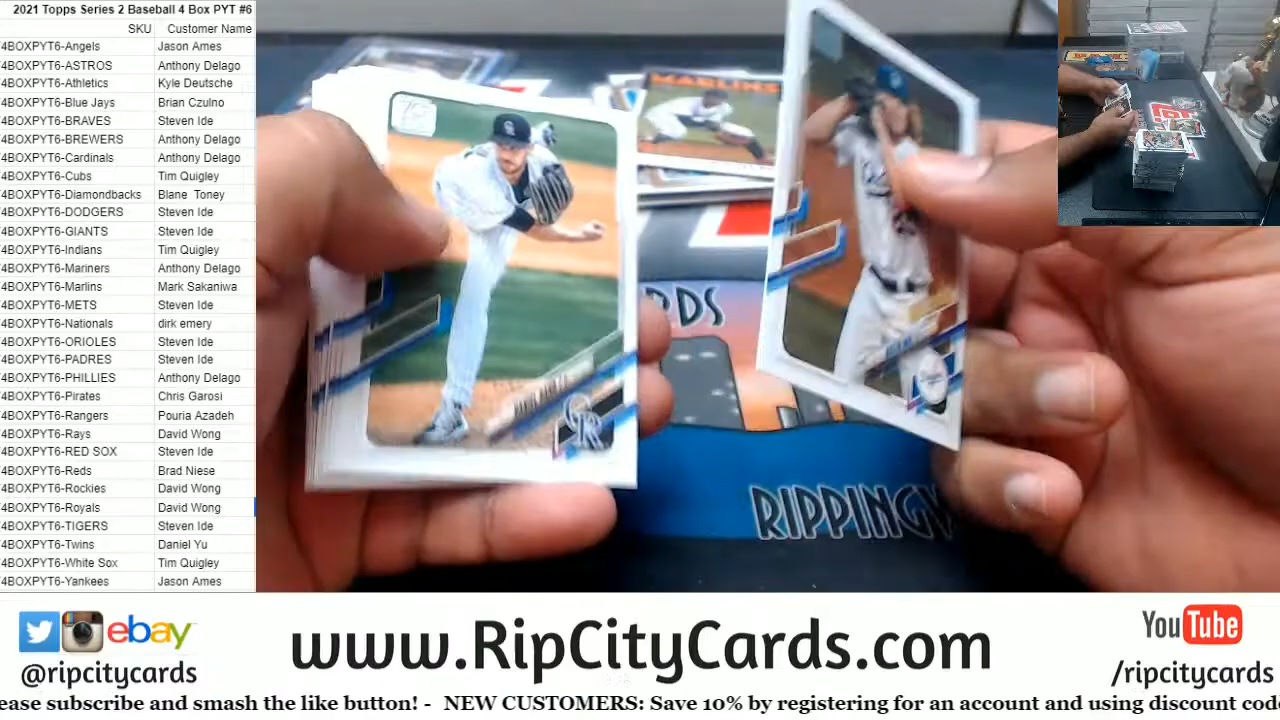 2021 Topps Series 2 Baseball 4 Box PYT #6
SKU Customer Name
4BOXPYT6-Angels Jason Ames
4BOXPYT6-ASTROS Anthony Delago
4BOXPYT6-Athletics Kyle Deutsche
4BOXPYT6-Blue Jays Brian Czulno
4BOXPYT6-BRAVES Steven Ide
4BOXPYT6-BREWERS Anthony Delago
4BOXPYT6-Cardinals Anthony Delago
4BOXPYT6-Cubs Tim Quigley
4BOXPYT6-Diamondbacks Blane Toney
4BOXPYT6-DODGERS Steven Ide
4BOXPYT6-GIANTS Steven Ide
4BOXPYT6-Indians Tim Quigley
4BOXPYT6-Mariners Anthony Delago
4BOXPYT6-Marlins Mark Sakaniwa
4BOXPYT6-METS Steven Ide
4BOXPYT6-Nationals dirk emery
4BOXPYT6-ORIOLES Steven Ide
4BOXPYT6-PADRES Steven Ide
4BOXPYT6-PHILLIES Anthony Delago
4BOXPYT6-Pirates Chris Garosi
4BOXPYT6-Rangers Pouria Azadeh
4BOXPYT6-Rays David Wong
4BOXPYT6-RED SOX Steven Ide
4BOXPYT6-Reds Brad Niese
4BOXPYT6-Rockies David Wong
4BOXPYT6-Royals David Wong
4BOXPYT6-TIGERS Steven Ide
4BOXPYT6-Twins Daniel Yu
4BOXPYT6-White Sox Tim Quigley
4BOXPYT6-Yankees Jason Ames
MARLINS
CR
RDS
RIPPING
ebay
@ripcitycards
www.RipCityCards.com
YouTube
/ripcitycards
ease subscribe and smash the like button! - NEW CUSTOMERS: Save 10% by registering for an account and using discount cod